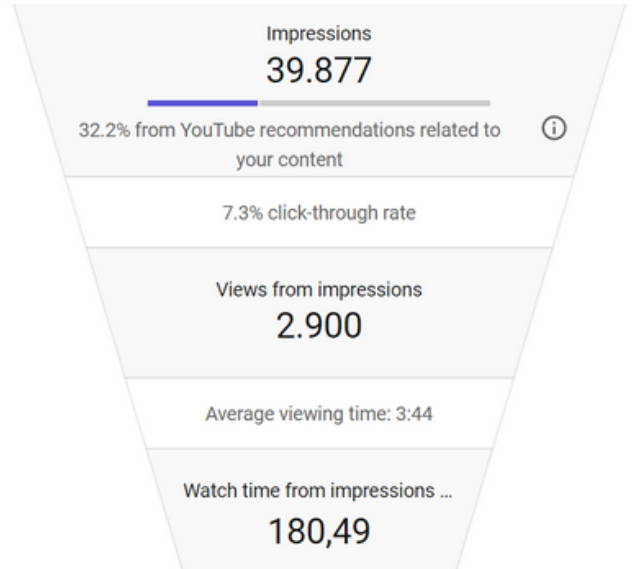 Impressions
39.877
32.2% from YouTube recommendations related to
your content
7.3% click-through rate
Views from impressions
2.900
Average viewing time: 3:44
Watch time from impressions ...
180,49